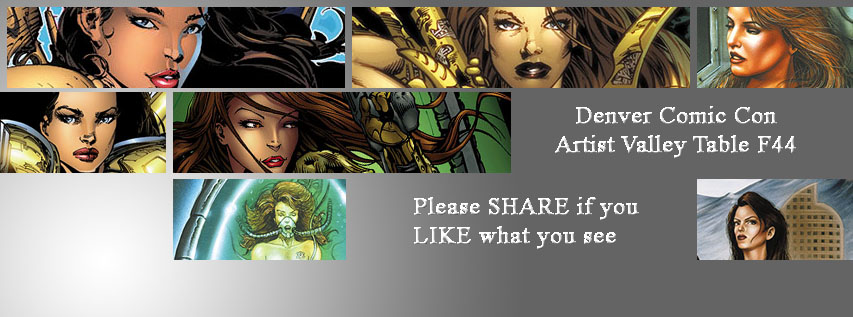 Denver Comic Con
Artist Valley Table F44
Please SHARE if you
LIKE what you see